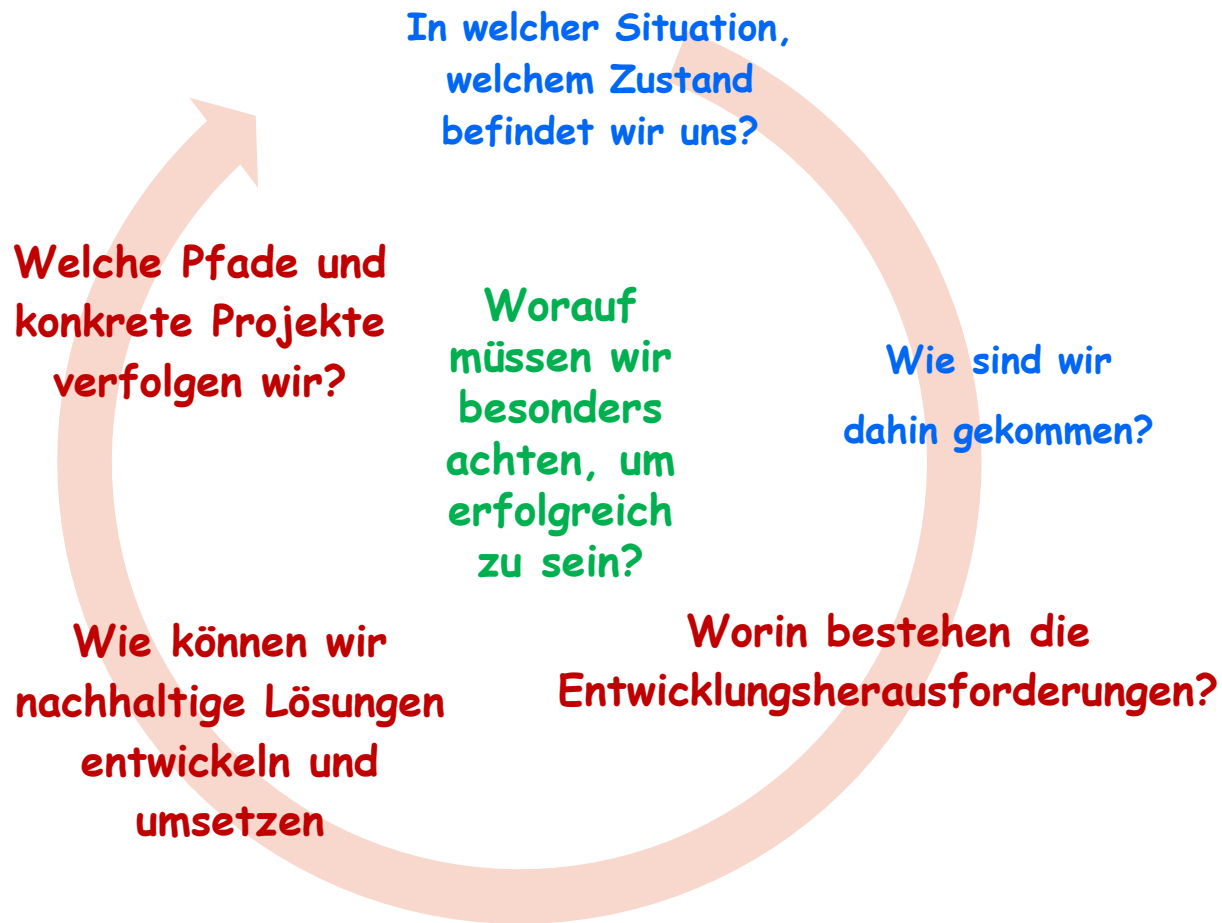 In welcher Situation,
welchem Zustand
befindet wir uns?
Wie sind wir
dahin gekommen?
Worin bestehen die
Entwicklungsherausforderungen?
Wie können wir
nachhaltige Lösungen
entwickeln und
umsetzen
Welche Pfade und
konkrete Projekte
verfolgen wir?
Worauf
müssen wir
besonders
achten, um
erfolgreich
zu sein?